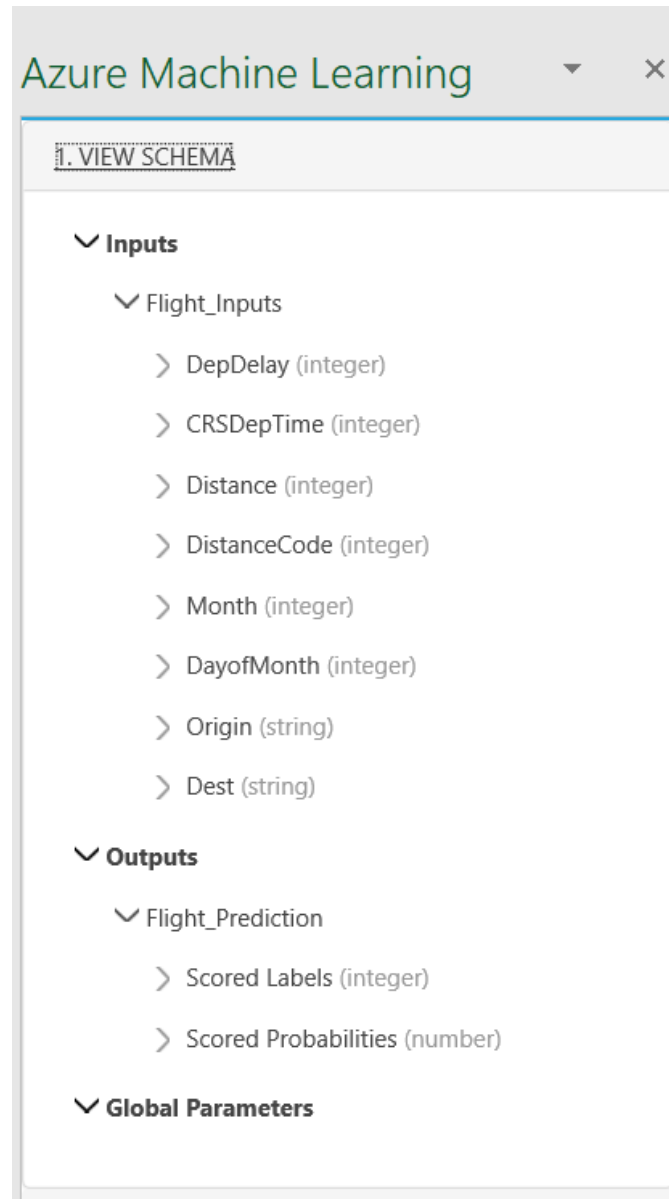 Azure Machine Learning
1. VIEW SCHEMA
Inputs
Flight_Inputs
DepDelay (integer)
CRSDepTime (integer)
Distance (integer)
DistanceCode (integer)
Month (integer)
DayofMonth (integer)
Origin (string)
Dest (string)
Outputs
Flight_Prediction
Scored Labels (integer)
Scored Probabilities (number)
Global Parameters